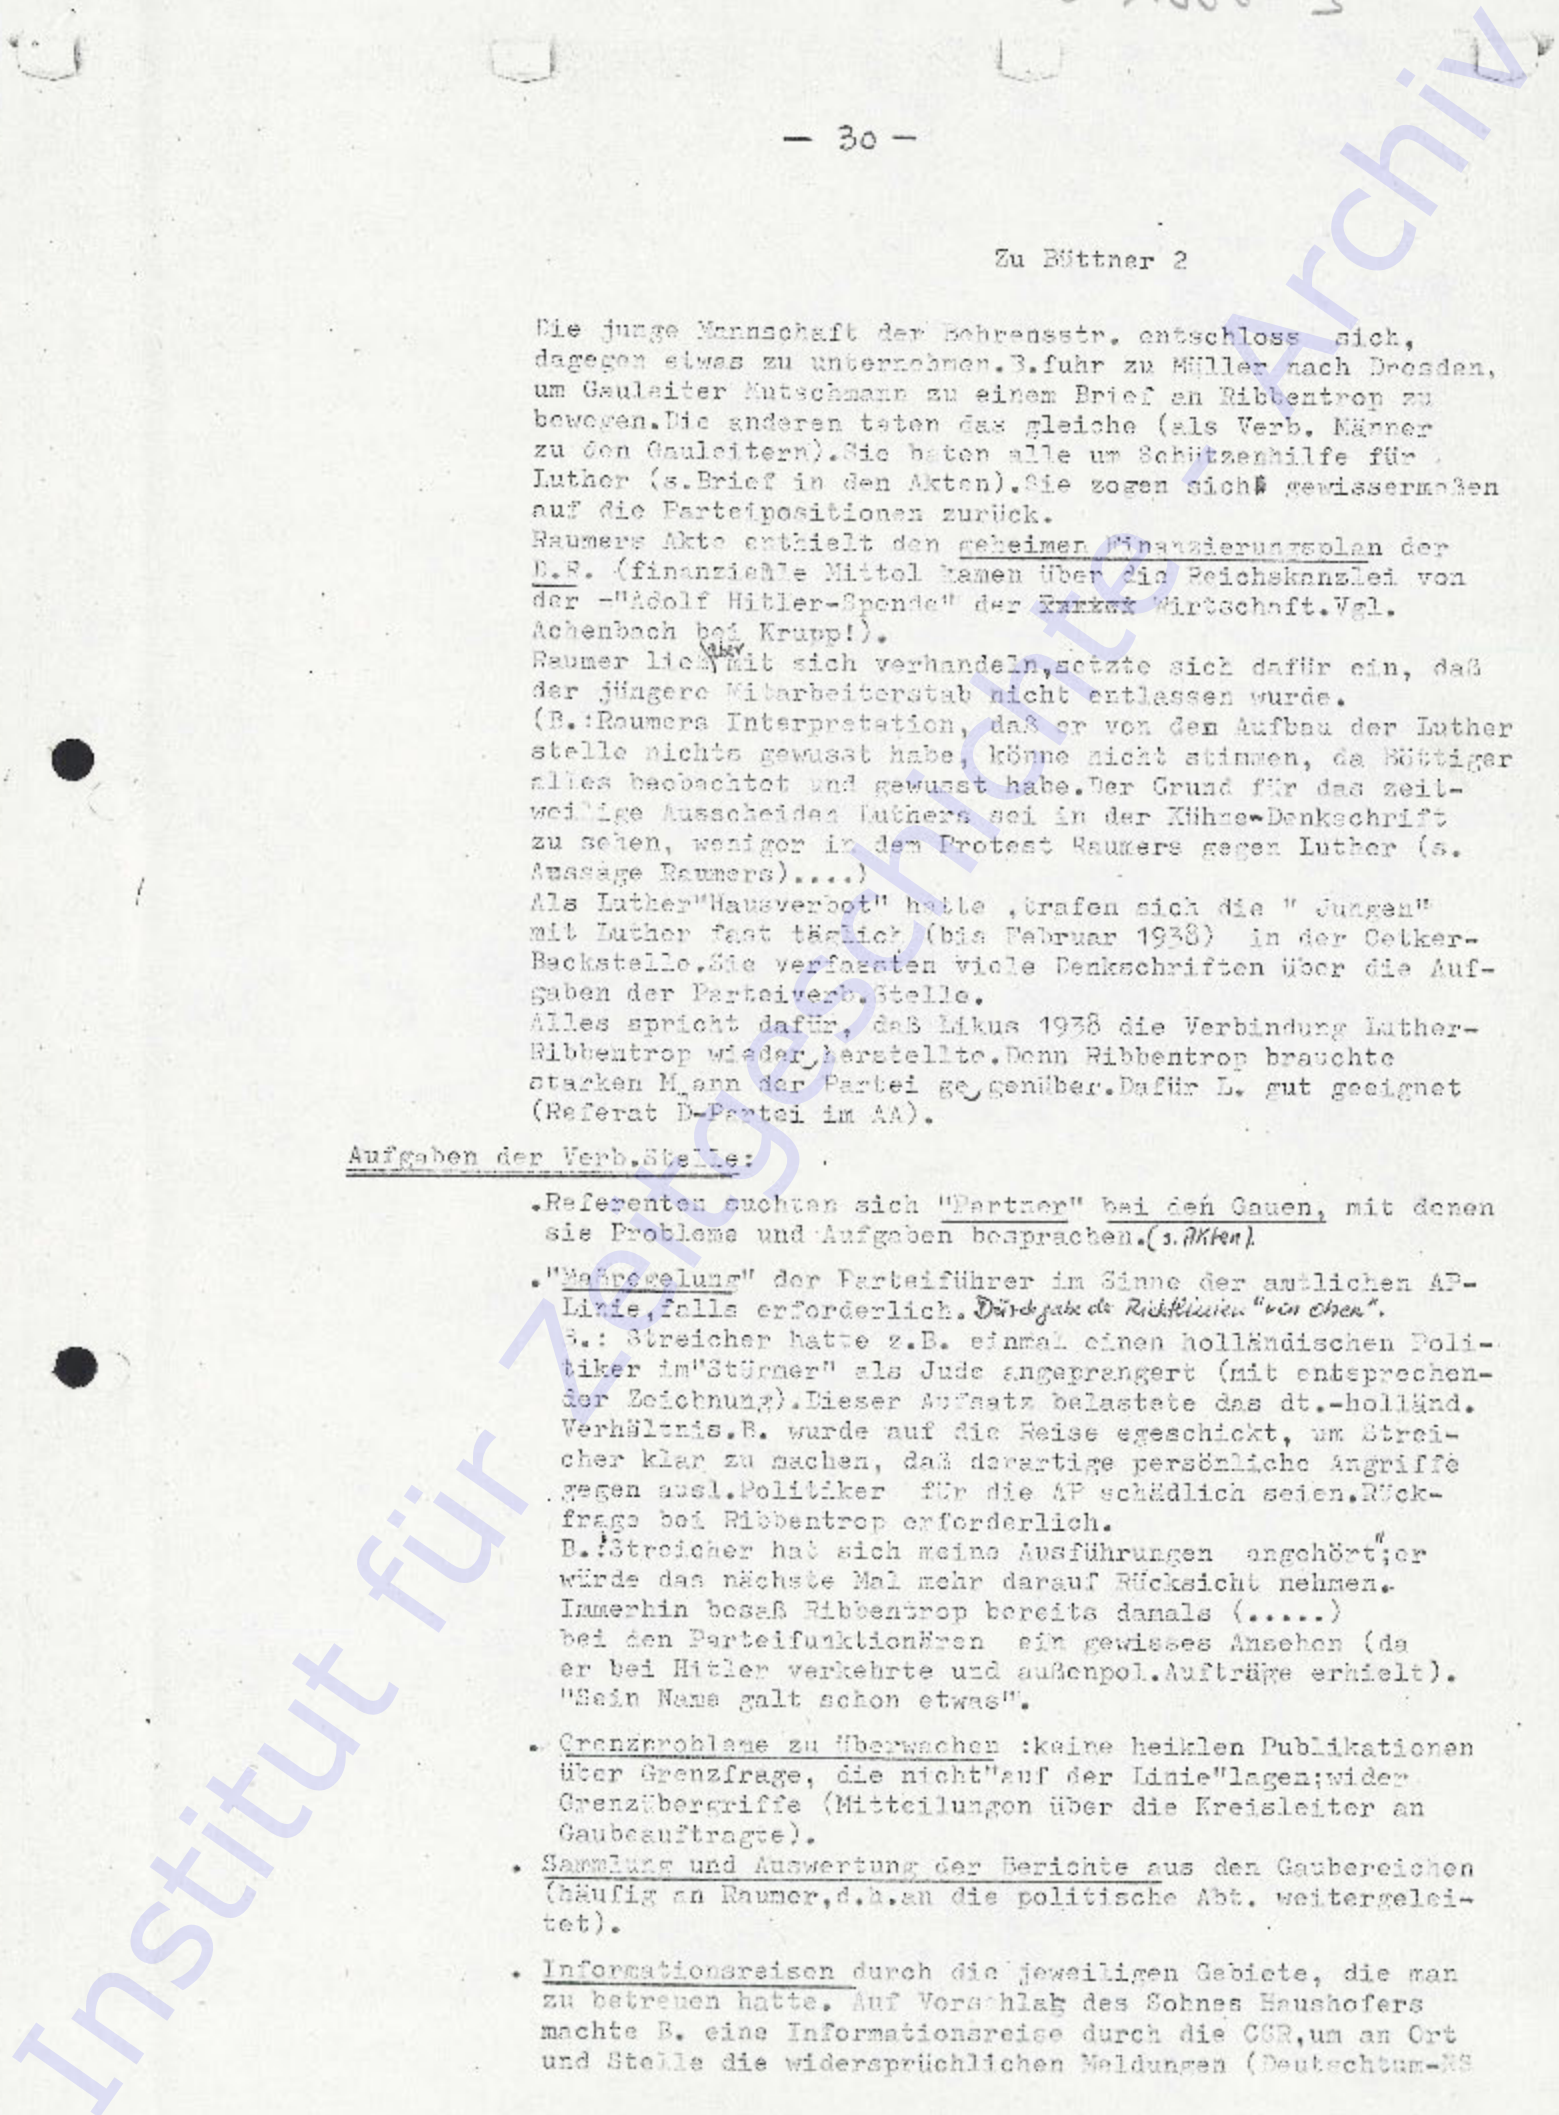 — 30 —
Zu Büttner 2
Die junge Mannschaft der Behrensstr. entschloss sich,
dagegen etwas zu unternehmen.B.fuhr zu Müller nach Dresden,
um Gauleiter Mutschmann zu einem Brief an Ribbentrop zu
bewegen.Die anderen taten das gleiche (als Verb. Männer
zu den Gauleitern).Sie baten alle um Schützenhilfe für
Luther (s.Brief in den Akten).Sie zogen sich gewissermaßen
auf die Parteipositionen zurück.
Raumers Akte enthielt den geheimen Finanzierungsplan der
D.R. (finanzielle Mittel kamen über die Reichskanzlei von
der -"Adolf Hitler-Spende" der Wirtschaft.Vgl.
Achenbach bei Krupp!).
Raumer ließ aber mit sich verhandeln,setzte sich dafür ein, daß
der jüngere Mitarbeiterstab nicht entlassen wurde.
(B.:Raumers Interpretation, daß er von dem Aufbau der Luther
stelle nichts gewusst habe, könne nicht stimmen, da Böttiger
alles beobachtet und gewusst habe.Der Grund für das zeit-
weilige Ausscheiden Luthers sei in der Kühne-Denkschrift
zu sehen, weniger in dem Protest Raumers gegen Luther (s.
Aussage Raumers)....)
Als Luther"Hausverbot" hatte ,trafen sich die " Jungen"
mit Luther fast täglich (bis Februar 1938) in der Oetker-
Backstelle.Sie verfassten viele Denkschriften über die Auf-
gaben der Parteiverb.Stelle.
Alles spricht dafür, daß Likus 1938 die Verbindung Luther-
Ribbentrop wieder herstellte.Denn Ribbentrop brauchte
starken Mann der Partei gegenüber.Dafür L. gut geeignet
(Referat D-Partei im AA).
Aufgaben der Verb.Stelle:
.Referenten suchten sich "Partner" bei den Gauen, mit denen
sie Probleme und Aufgaben besprachen.(s. Akten).
."Maßregelung" der Parteiführer im Sinne der amtlichen AP-
Linie,falls erforderlich. Durchgabe der Richtlinien "von oben".
B.: Streicher hatte z.B. einmal einen holländischen Poli-
tiker im"Stürmer" als Jude angeprangert (mit entsprechen-
der Zeichnung).Dieser Aufsatz belastete das dt.-holländ.
Verhältnis.B. wurde auf die Reise egeschickt, um Strei-
cher klar zu machen, daß derartige persönliche Angriffe
gegen ausl.Politiker für die AP schädlich seien.Rück-
frage bei Ribbentrop erforderlich.
B.:"Streicher hat sich meine Ausführungen angehört";er
würde das nächste Mal mehr darauf Rücksicht nehmen.
Immerhin besaß Ribbentrop bereits damals (.....)
bei den Parteifunktionären ein gewisses Ansehen (da
er bei Hitler verkehrte und außenpol.Aufträge erhielt).
"Sein Name galt schon etwas".
. Grenzprobleme zu überwachen :keine heiklen Publikationen
über Grenzfrage, die nicht"auf der Linie"lagen;wider
Grenzübergriffe (Mitteilungen über die Kreisleiter an
Gaubeauftragte).
. Sammlung und Auswertung der Berichte aus den Gaubereichen
(häufig an Raumer,d.h.an die politische Abt. weitergelei-
tet).
. Informationsreisen durch die jeweiligen Gebiete, die man
zu betreuen hatte. Auf Vorschlag des Sohnes Haushofers
machte B. eine Informationsreise durch die CSR,um an Ort
und Stelle die widersprüchlichen Meldungen (Deutschtum-NS
Institut für Zeitgeschichte - Archiv